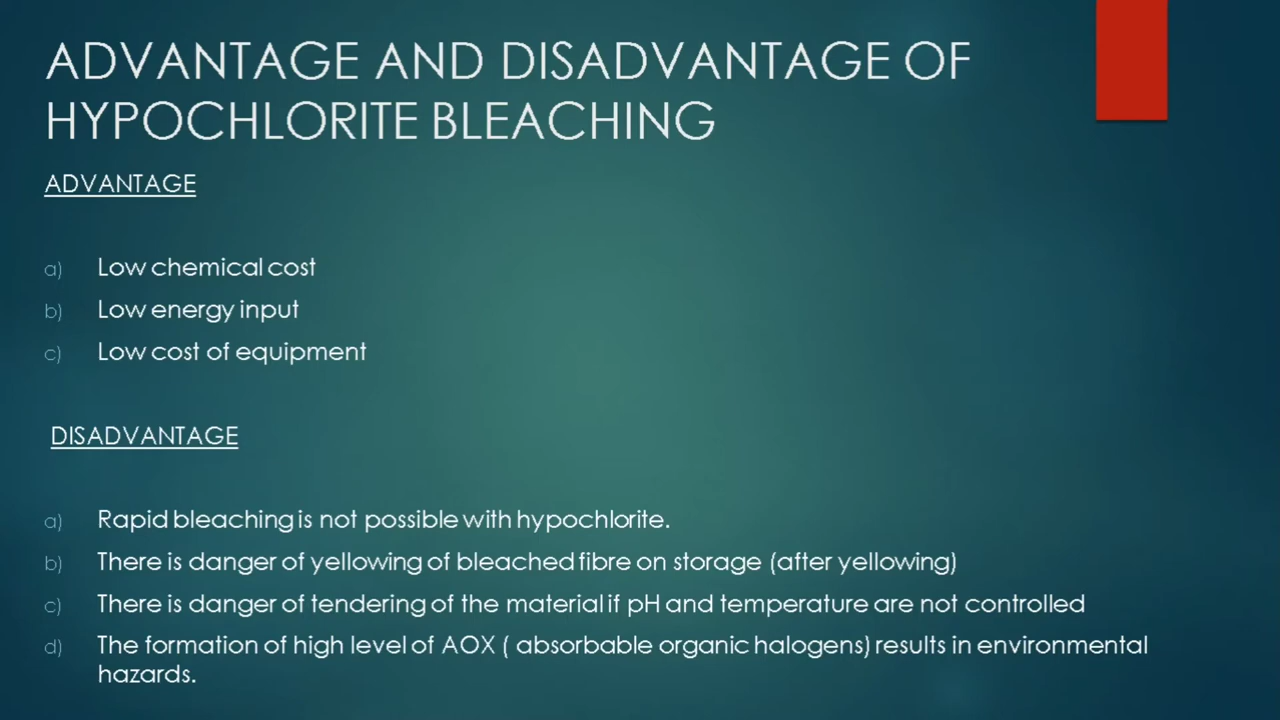 ADVANTAGE AND DISADVANTAGE OF
HYPOCHLORITE BLEACHING
ADVANTAGE
a) Low chemical cost
b) Low energy input
c) Low cost of equipment
DISADVANTAGE
a) Rapid bleaching is not possible with hypochlorite.
b) There is danger of yellowing of bleached fibre on storage (after yellowing)
c) There is danger of tendering of the material if pH and temperature are not controlled
d) The formation of high level of AOX ( absorbable organic halogens) results in environmental
hazards.